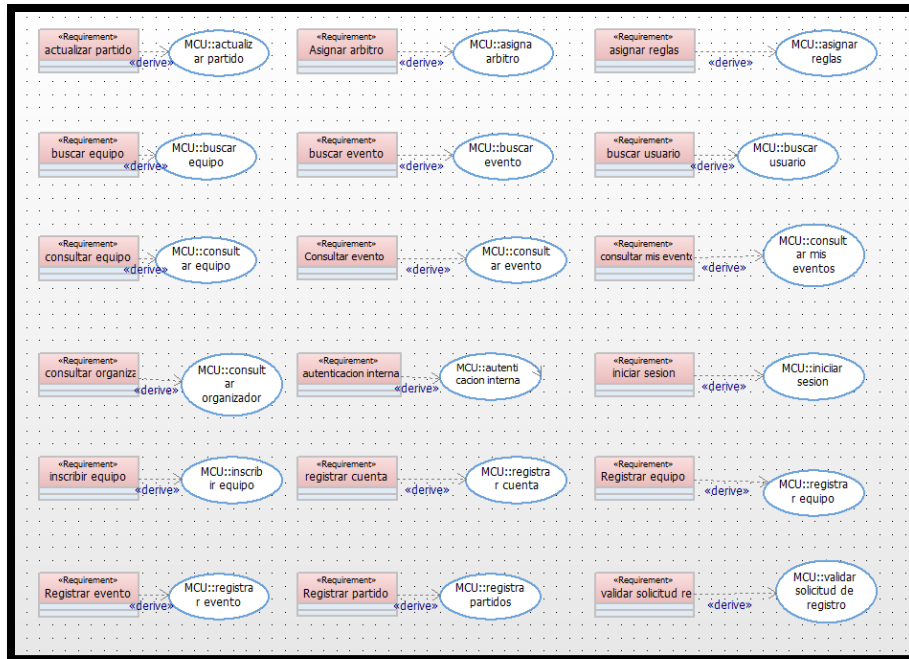 «Requirement»
actualizar partido
«derive»
MCU::actualiz
ar partido
«Requirement»
Asignar arbitro
«derive»
MCU::asigna
arbitro
«Requirement»
asignar reglas
«derive»
MCU::asignar
reglas
«Requirement»
buscar equipo
«derive»
MCU::buscar
equipo
«Requirement»
buscar evento
«derive»
MCU::buscar
evento
«Requirement»
buscar usuario
«derive»
MCU::buscar
usuario
«Requirement»
consultar equipo
«derive»
MCU::consult
ar equipo
«Requirement»
Consultar evento
«derive»
MCU::consult
ar evento
«Requirement»
consultar mis evento
«derive»
MCU::consult
ar mis
eventos
«Requirement»
consultar organiza
«derive»
MCU::consult
ar
organizador
«Requirement»
autenticacion interna
«derive»
MCU::autenti
cacion interna
«Requirement»
iniciar sesion
«derive»
MCU::iniciiar
sesion
«Requirement»
inscribir equipo
«derive»
MCU::inscrib
ir equipo
«Requirement»
registrar cuenta
«derive»
MCU::registra
r cuenta
«Requirement»
Registrar equipo
«derive»
MCU::registra
r equipo
«Requirement»
Registrar evento
«derive»
MCU::registra
r evento
«Requirement»
Registrar partido
«derive»
MCU::registra
partidos
«Requirement»
validar solicitud re
«derive»
MCU::validar
solicitud de
registro